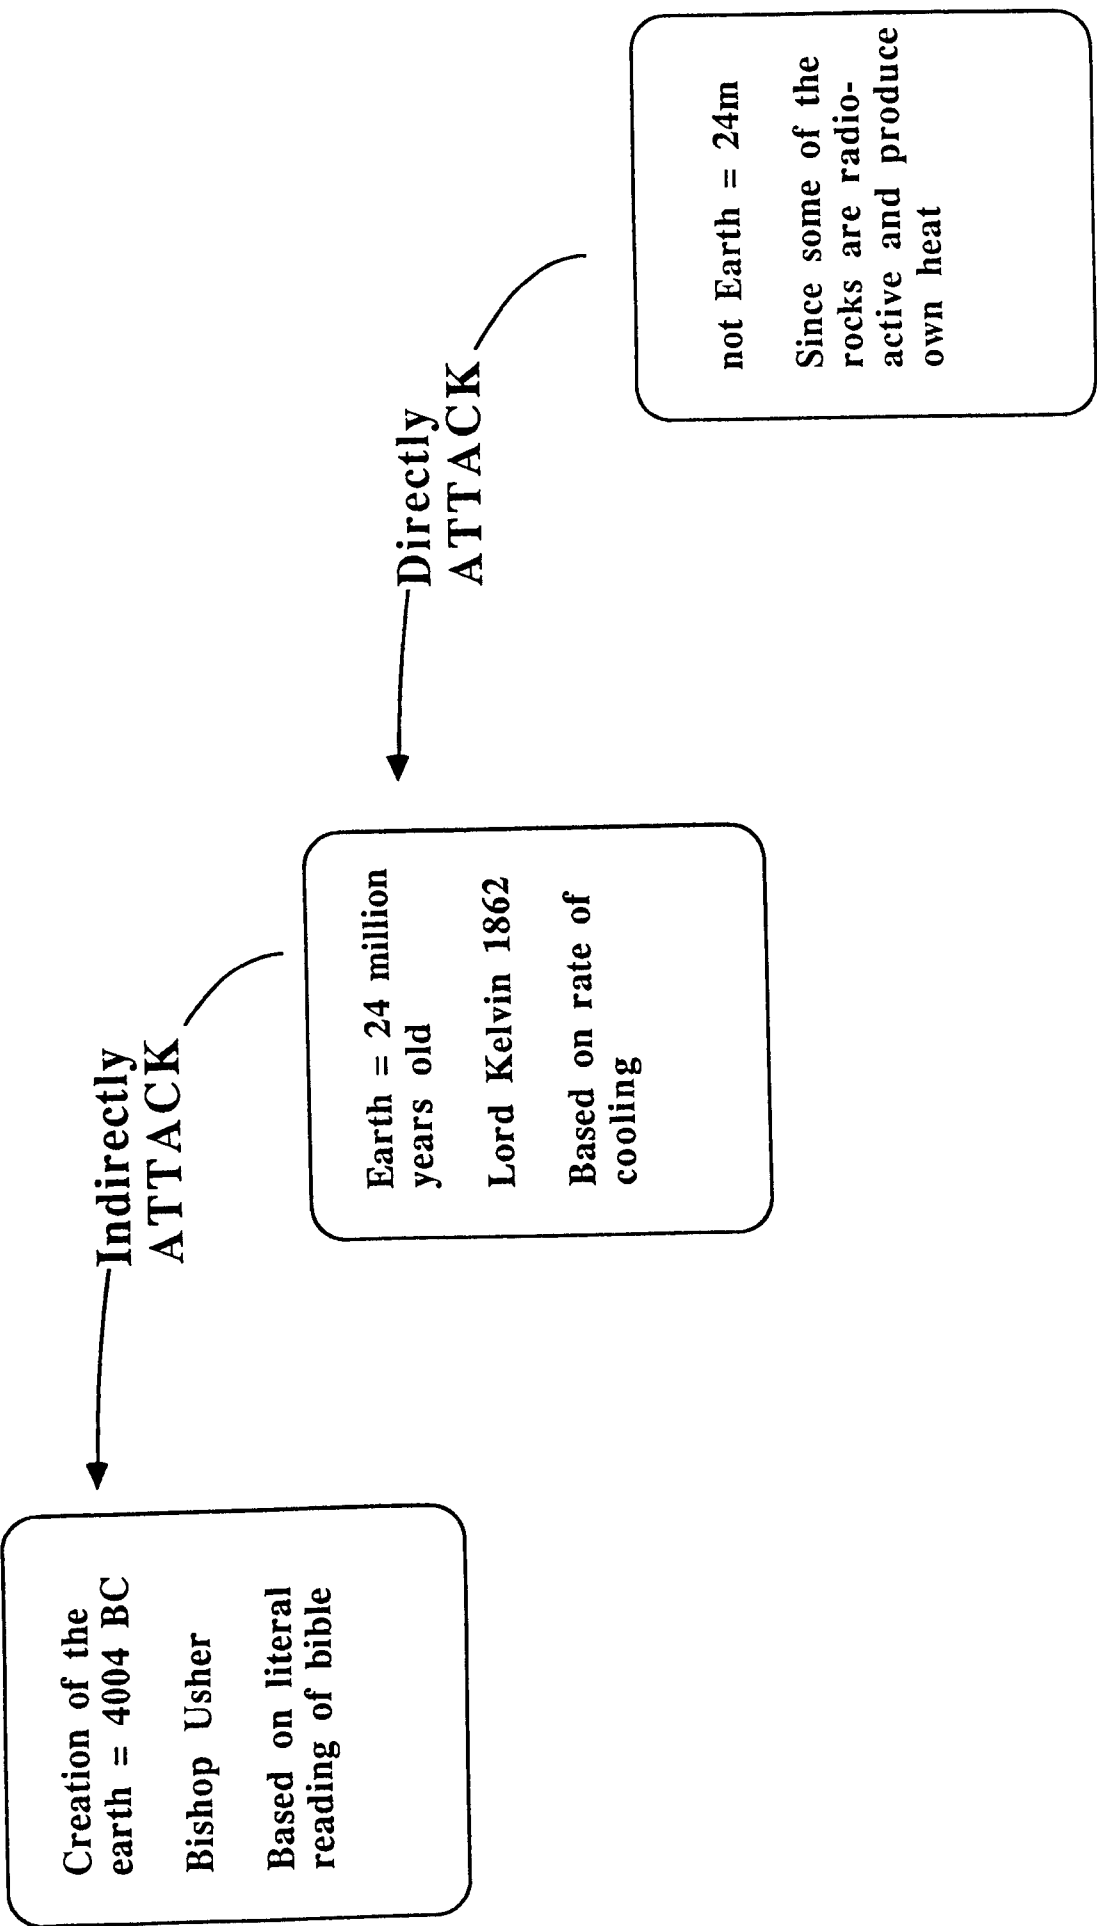 Creation of the
earth = 4004 BC
Bishop Usher
Based on literal
reading of bible
Indirectly
ATTACK
Earth = 24 million
years old
Lord Kelvin 1862
Based on rate of
cooling
Directly
ATTACK
not Earth = 24m
Since some of the
rocks are radio-
active and produce
own heat